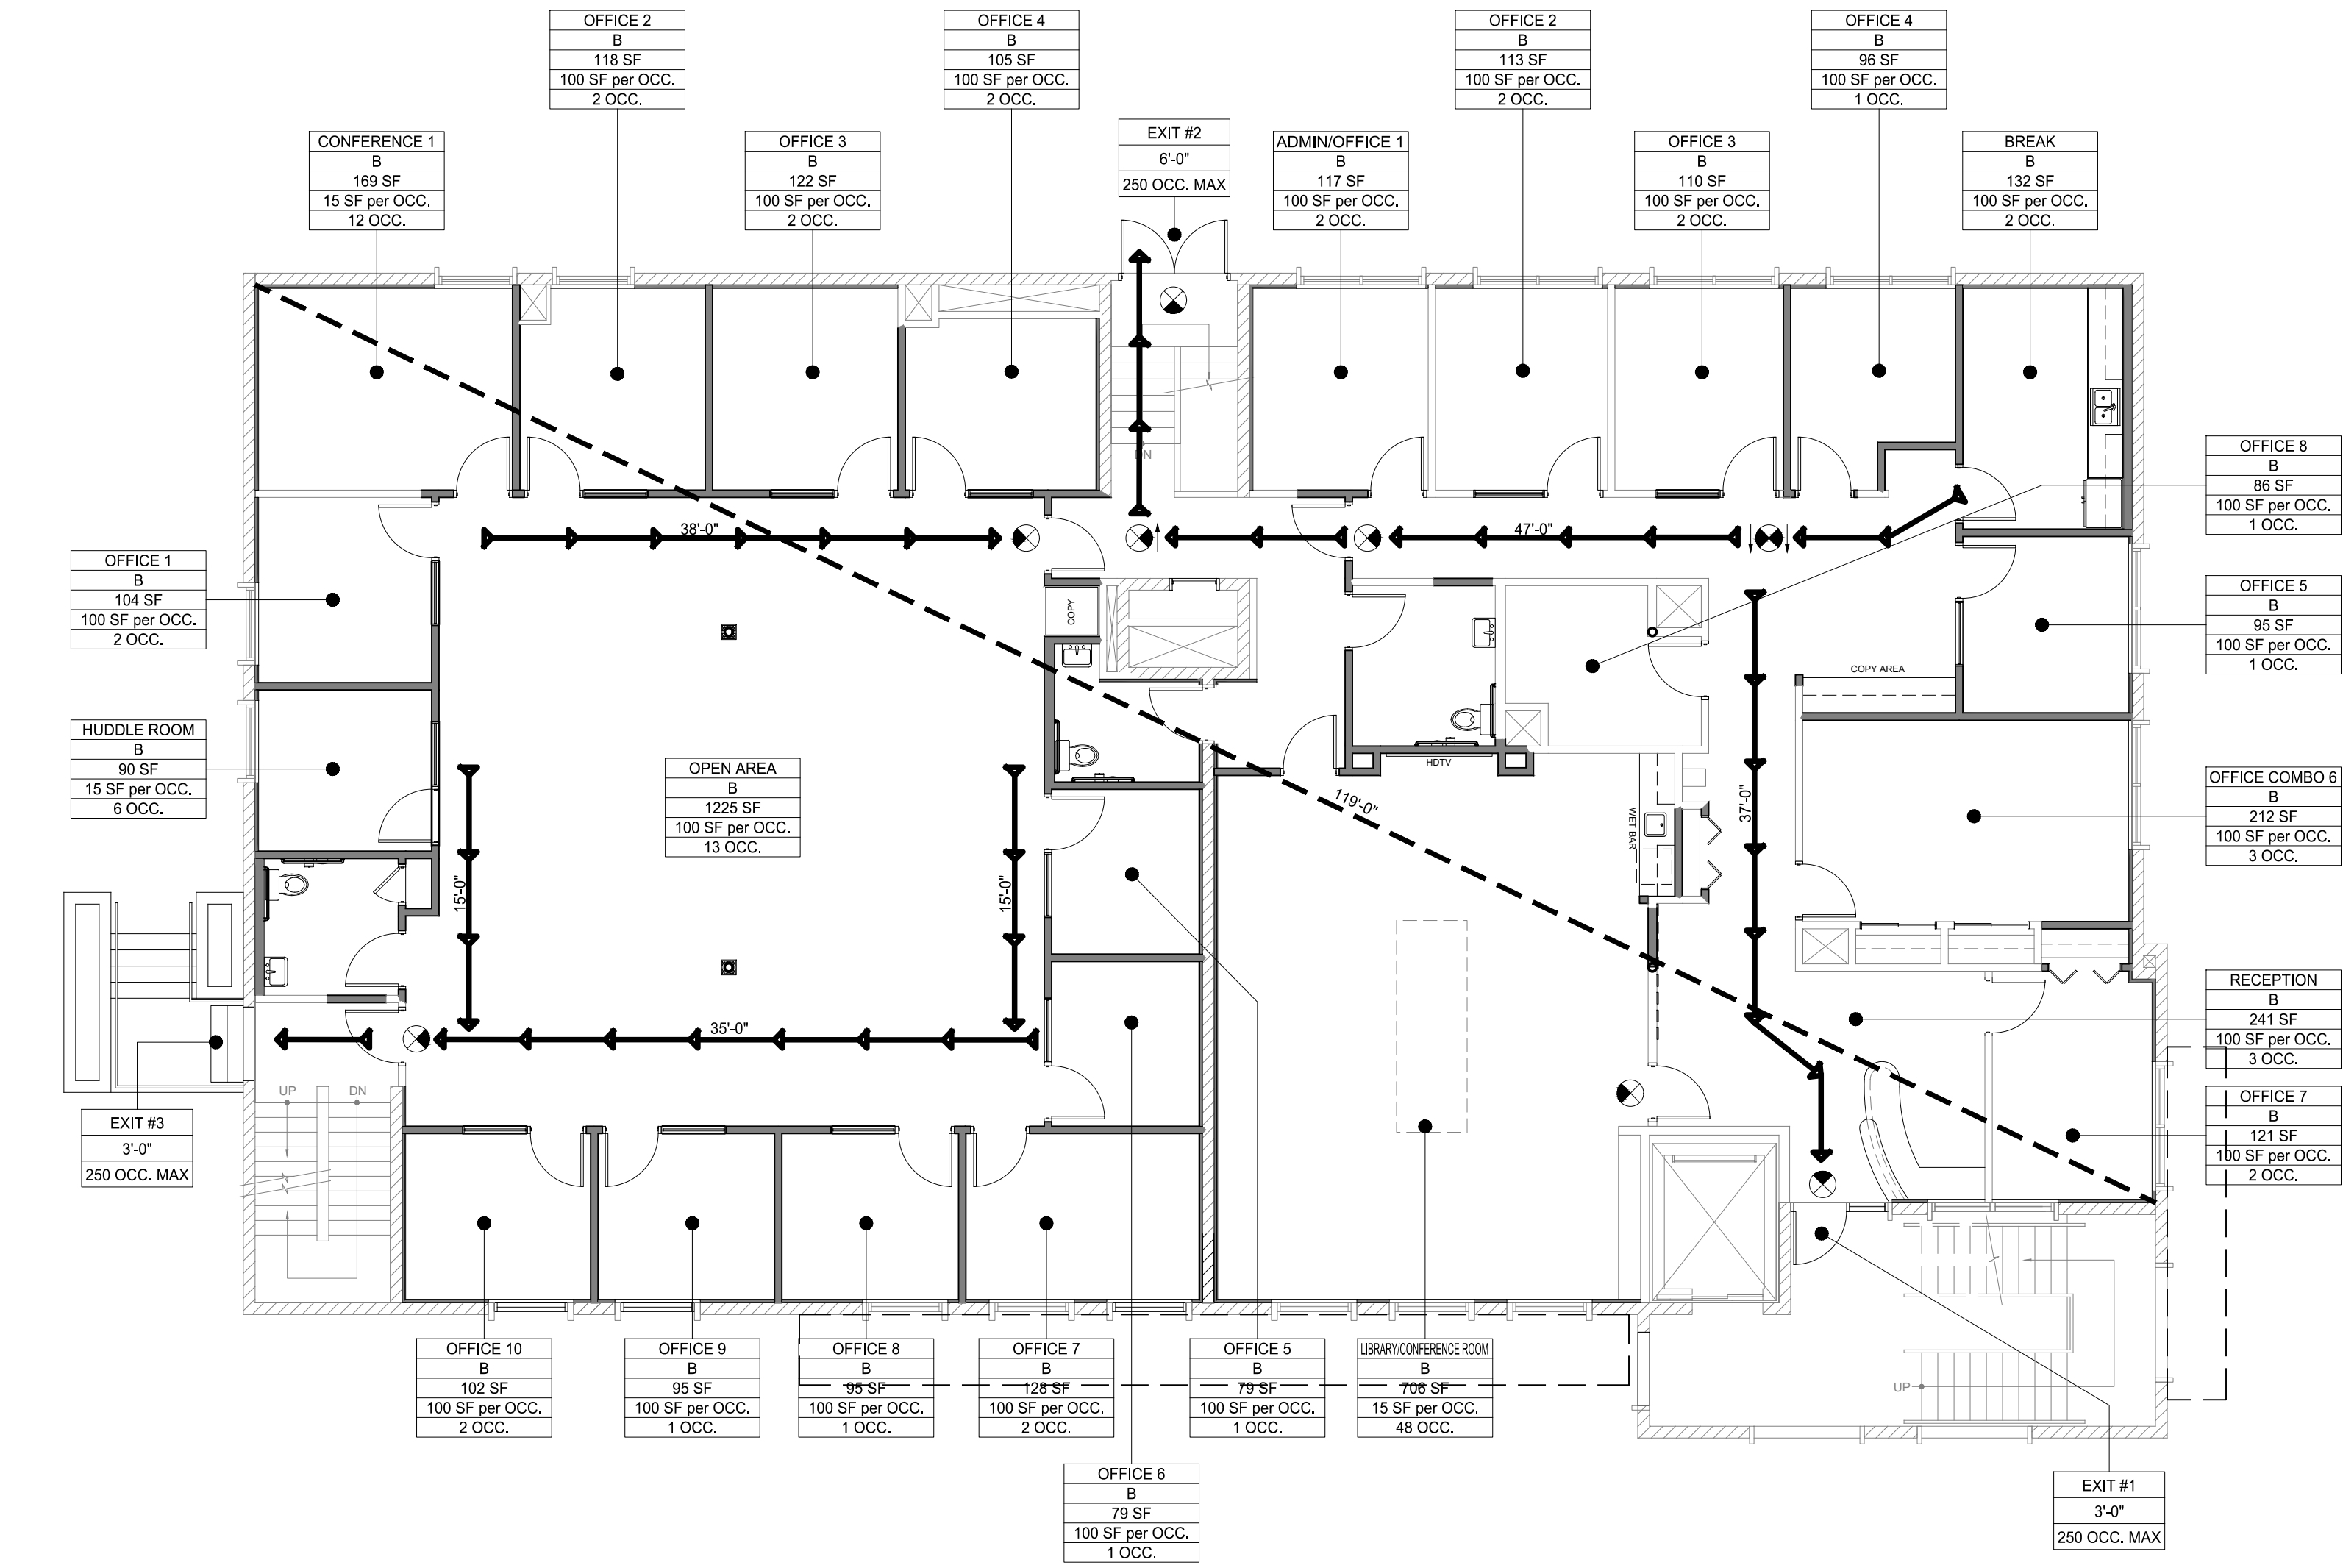 OFFICE 2
B
118 SF
100 SF per OCC.
2 OCC.
OFFICE 4
B
105 SF
100 SF per OCC.
2 OCC.
OFFICE 2
B
113 SF
100 SF per OCC.
2 OCC.
OFFICE 4
B
96 SF
100 SF per OCC.
1 OCC.
CONFERENCE 1
B
169 SF
15 SF per OCC.
12 OCC.
OFFICE 3
B
122 SF
100 SF per OCC.
2 OCC.
EXIT #2
6'-0"
250 OCC. MAX
ADMIN/OFFICE 1
B
117 SF
100 SF per OCC.
2 OCC.
OFFICE 3
B
110 SF
100 SF per OCC.
2 OCC.
BREAK
B
132 SF
100 SF per OCC.
2 OCC.
DN
OFFICE 8
B
86 SF
100 SF per OCC.
1 OCC.
38'-0"
47'-0"
OFFICE 1
B
104 SF
100 SF per OCC.
2 OCC.
COPY
OFFICE 5
B
95 SF
100 SF per OCC.
1 OCC.
COPY AREA
HUDDLE ROOM
B
90 SF
15 SF per OCC.
6 OCC.
OPEN AREA
B
1225 SF
100 SF per OCC.
13 OCC.
HDTV
119'-0"
WET BAR
37'-0"
OFFICE COMBO 6
B
212 SF
100 SF per OCC.
3 OCC.
15'-0"
15'-0"
35'-0"
RECEPTION
B
241 SF
100 SF per OCC.
3 OCC.
UP
DN
EXIT #3
3'-0"
250 OCC. MAX
OFFICE 7
B
121 SF
100 SF per OCC.
2 OCC.
OFFICE 10
B
102 SF
100 SF per OCC.
2 OCC.
OFFICE 9
B
95 SF
100 SF per OCC.
1 OCC.
OFFICE 8
B
95 SF
100 SF per OCC.
1 OCC.
OFFICE 7
B
128 SF
100 SF per OCC.
2 OCC.
OFFICE 5
B
79 SF
100 SF per OCC.
1 OCC.
LIBRARY/CONFERENCE ROOM
B
706 SF
15 SF per OCC.
48 OCC.
UP
OFFICE 6
B
79 SF
100 SF per OCC.
1 OCC.
EXIT #1
3'-0"
250 OCC. MAX